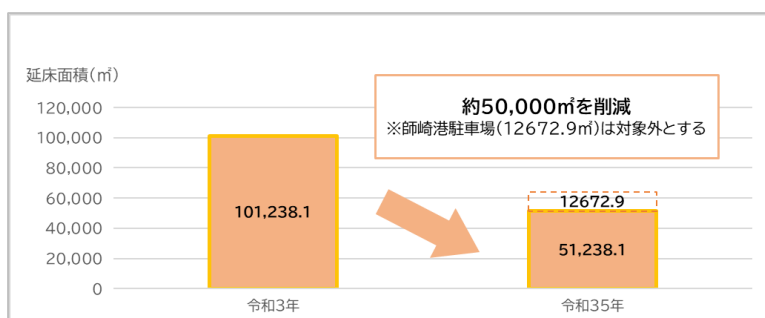 延床面積(㎡)
約50,000㎡を削減
※師崎港駐車場(12672.9㎡)は対象外とする
120,000
100,000
80,000
60,000
40,000
20,000
0
101,238.1
12672.9
51,238.1
令和3年
令和35年